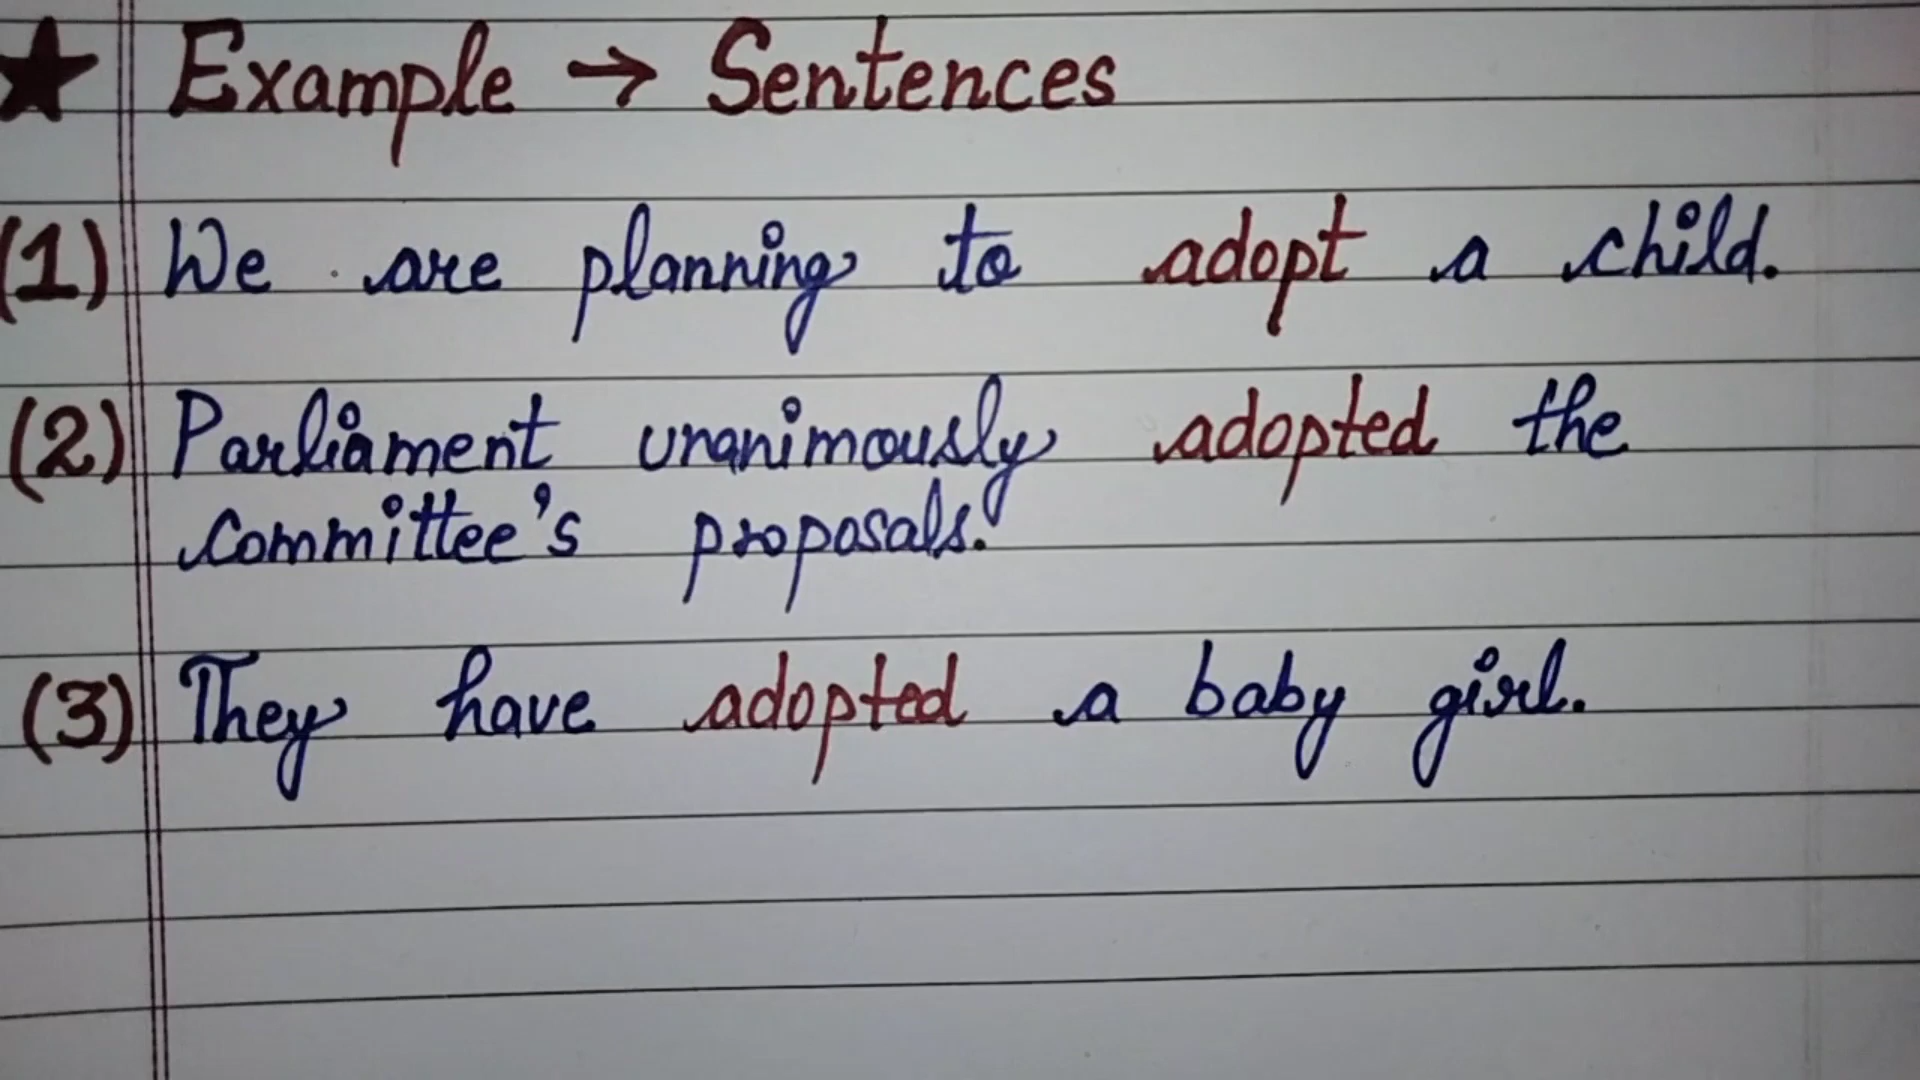 ★ Example → Sentences
(1) We are planning to adopt a child.
(2) Parliament unanimously adopted the
committee's proposals.
(3) They have adopted a baby girl.